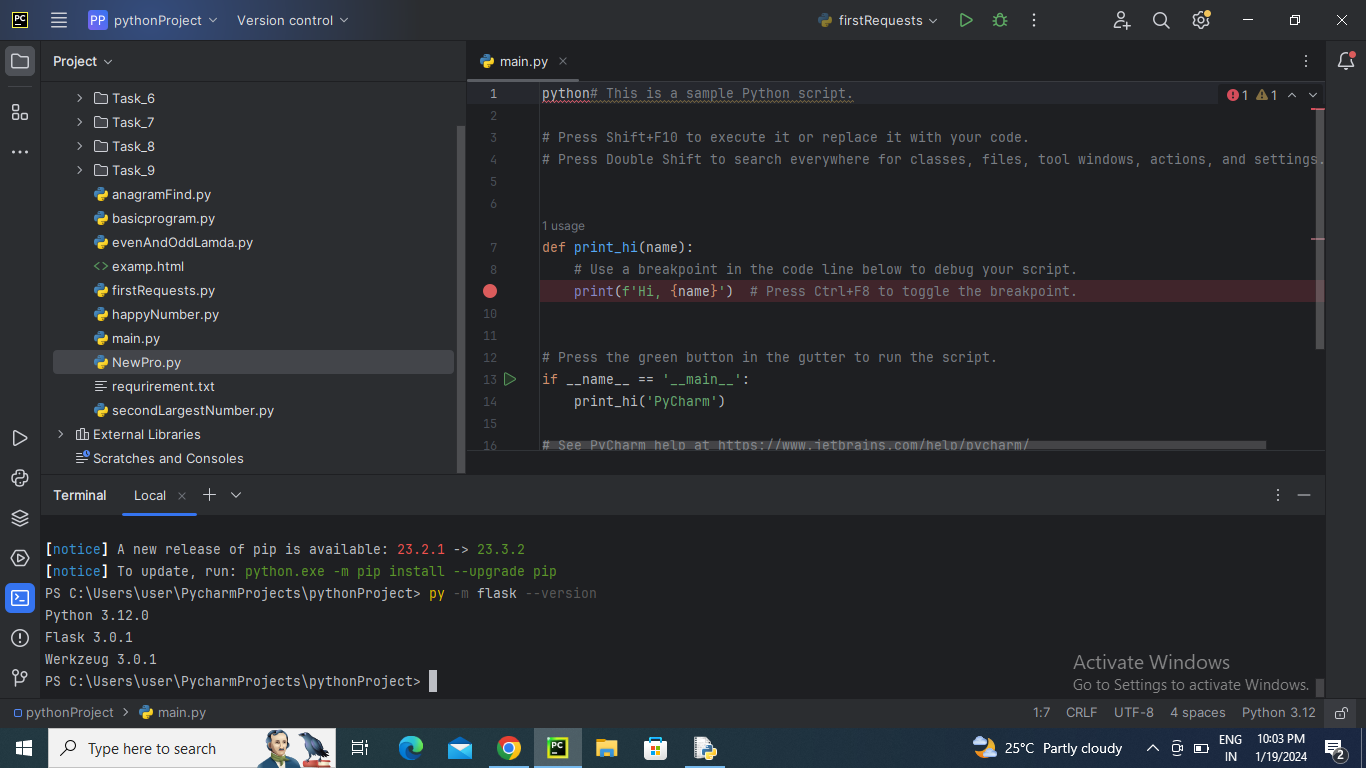 PC PP pythonProject Version control firstRequests
Project
Task_6
Task_7
Task_8
Task_9
anagramFind.py
basicprogram.py
evenAndOddLamda.py
<> examp.html
firstRequests.py
happyNumber.py
main.py
NewPro.py
requrirement.txt
secondLargestNumber.py
External Libraries
Scratches and Consoles
main.py
1 python# This is a sample Python script. 1 1
2
3 # Press Shift+F10 to execute it or replace it with your code.
4 # Press Double Shift to search everywhere for classes, files, tool windows, actions, and settings.
5
6
1 usage
7 def print_hi(name):
8 # Use a breakpoint in the code line below to debug your script.
print(f'Hi, {name}') # Press Ctrl+F8 to toggle the breakpoint.
10
11
12 # Press the green button in the gutter to run the script.
13 if __name__ == '__main__':
14 print_hi('PyCharm')
15
16 # See PyCharm help at https://www.jetbrains.com/help/pycharm/
Terminal Local
[notice] A new release of pip is available: 23.2.1 -> 23.3.2
[notice] To update, run: python.exe -m pip install --upgrade pip
PS C:\Users\user\PycharmProjects\pythonProject> py -m flask --version
Python 3.12.0
Flask 3.0.1
Werkzeug 3.0.1
PS C:\Users\user\PycharmProjects\pythonProject>
Activate Windows
Go to Settings to activate Windows.
pythonProject > main.py 1:7 CRLF UTF-8 4 spaces Python 3.12
Type here to search PC 25°C Partly cloudy ENG IN 10:03 PM 1/19/2024 2